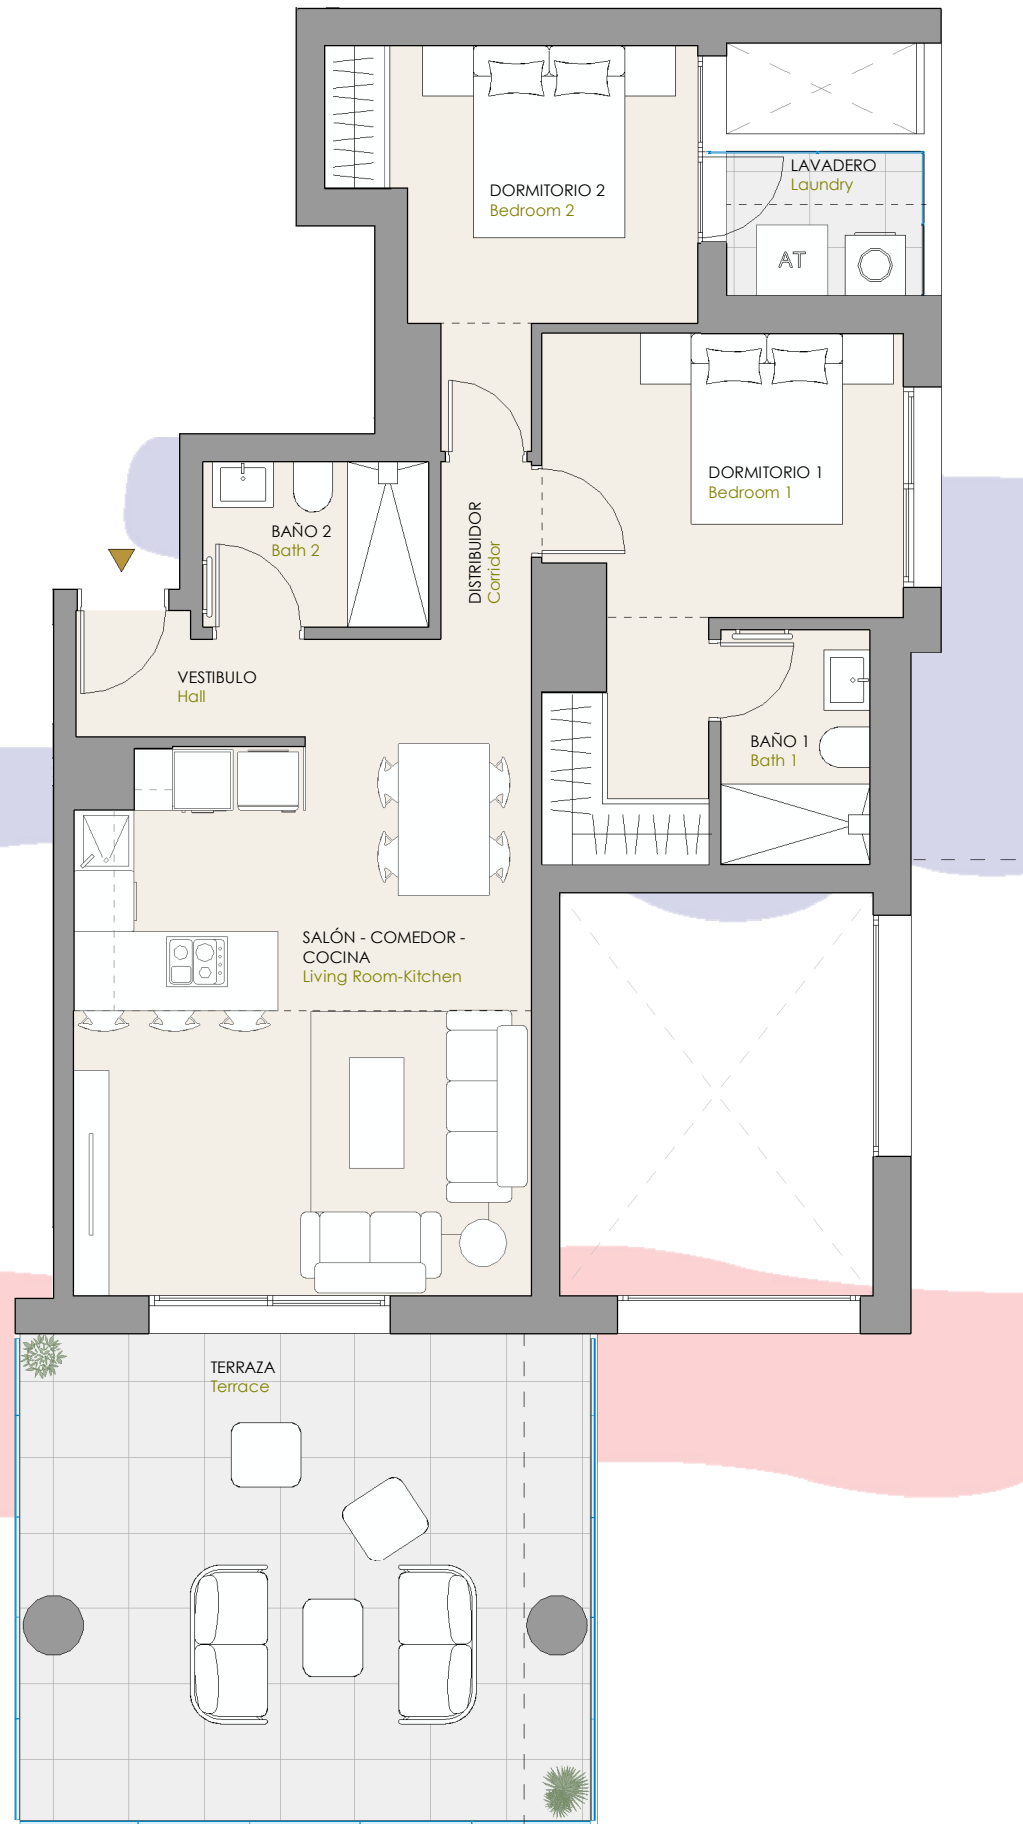 LAVADERO
Laundry
DORMITORIO 2
Bedroom 2
AT
DORMITORIO 1
Bedroom 1
BAÑO 2
Bath 2
DISTRIBUIDOR
Corridor
VESTIBULO
Hall
BAÑO 1
Bath 1
SALÓN - COMEDOR -
COCINA
Living Room-Kitchen
TERRAZA
Terrace